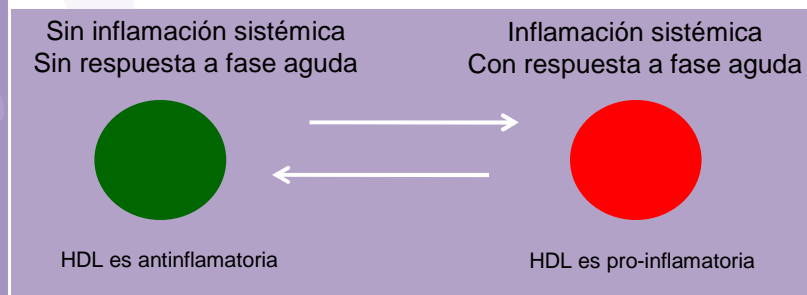 Sin inflamación sistémica
Sin respuesta a fase aguda
Inflamación sistémica
Con respuesta a fase aguda
HDL es antinflamatoria
HDL es pro-inflamatoria